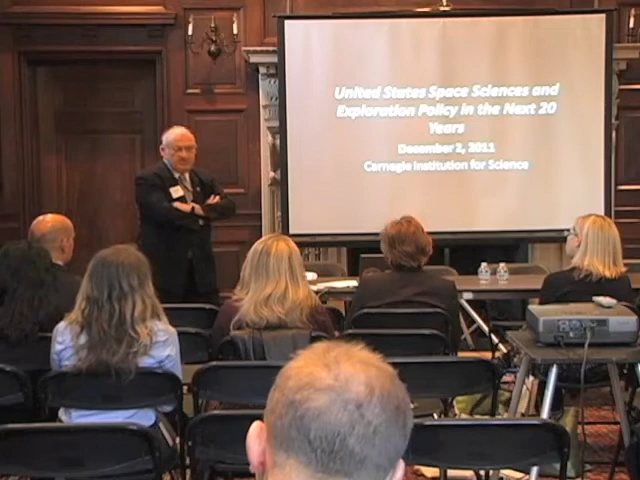 United States Space Sciences and
Exploration Policy in the Next 20
Years
December 2, 2011
Carnegie Institution for Science